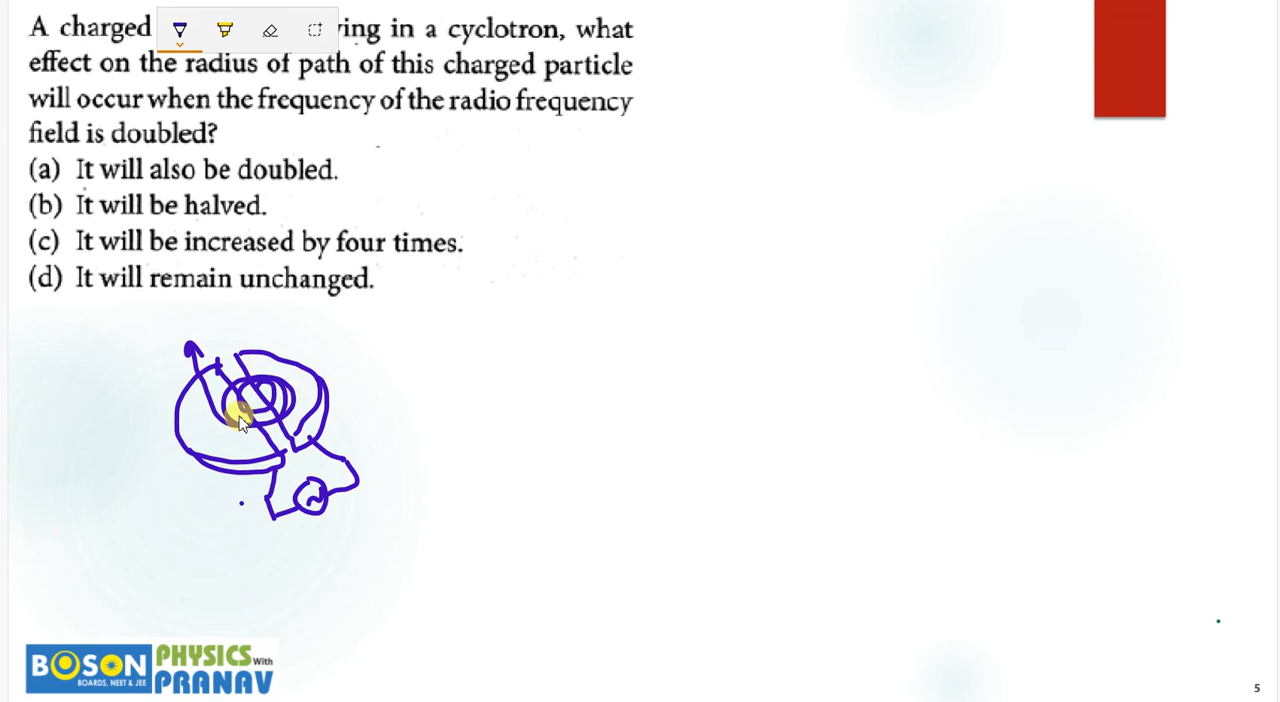 A charged ving in a cyclotron, what
effect on the radius of path of this charged particle
will occur when the frequency of the radio frequency
field is doubled?
(a) It will also be doubled.
(b) It will be halved.
(c) It will be increased by four times.
(d) It will remain unchanged.
BOSON PHYSICS With
BOARDS, NEET & JEE PRANAV
5